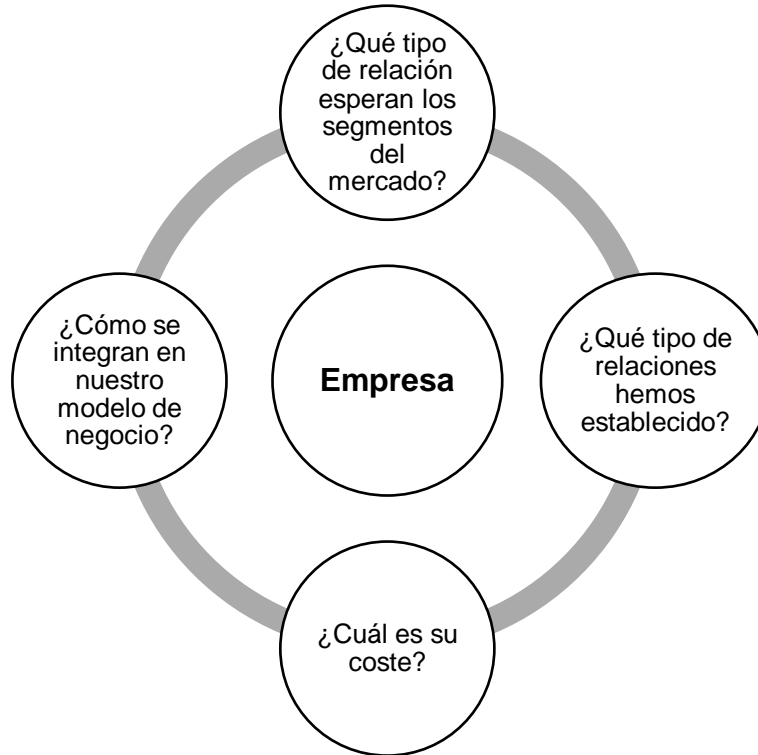 ¿Qué tipo
de relación
esperan los
segmentos
del
mercado?
¿Cómo se
integran en
nuestro
modelo de
negocio?
Empresa
¿Qué tipo de
relaciones
hemos
establecido?
¿Cuál es su
coste?